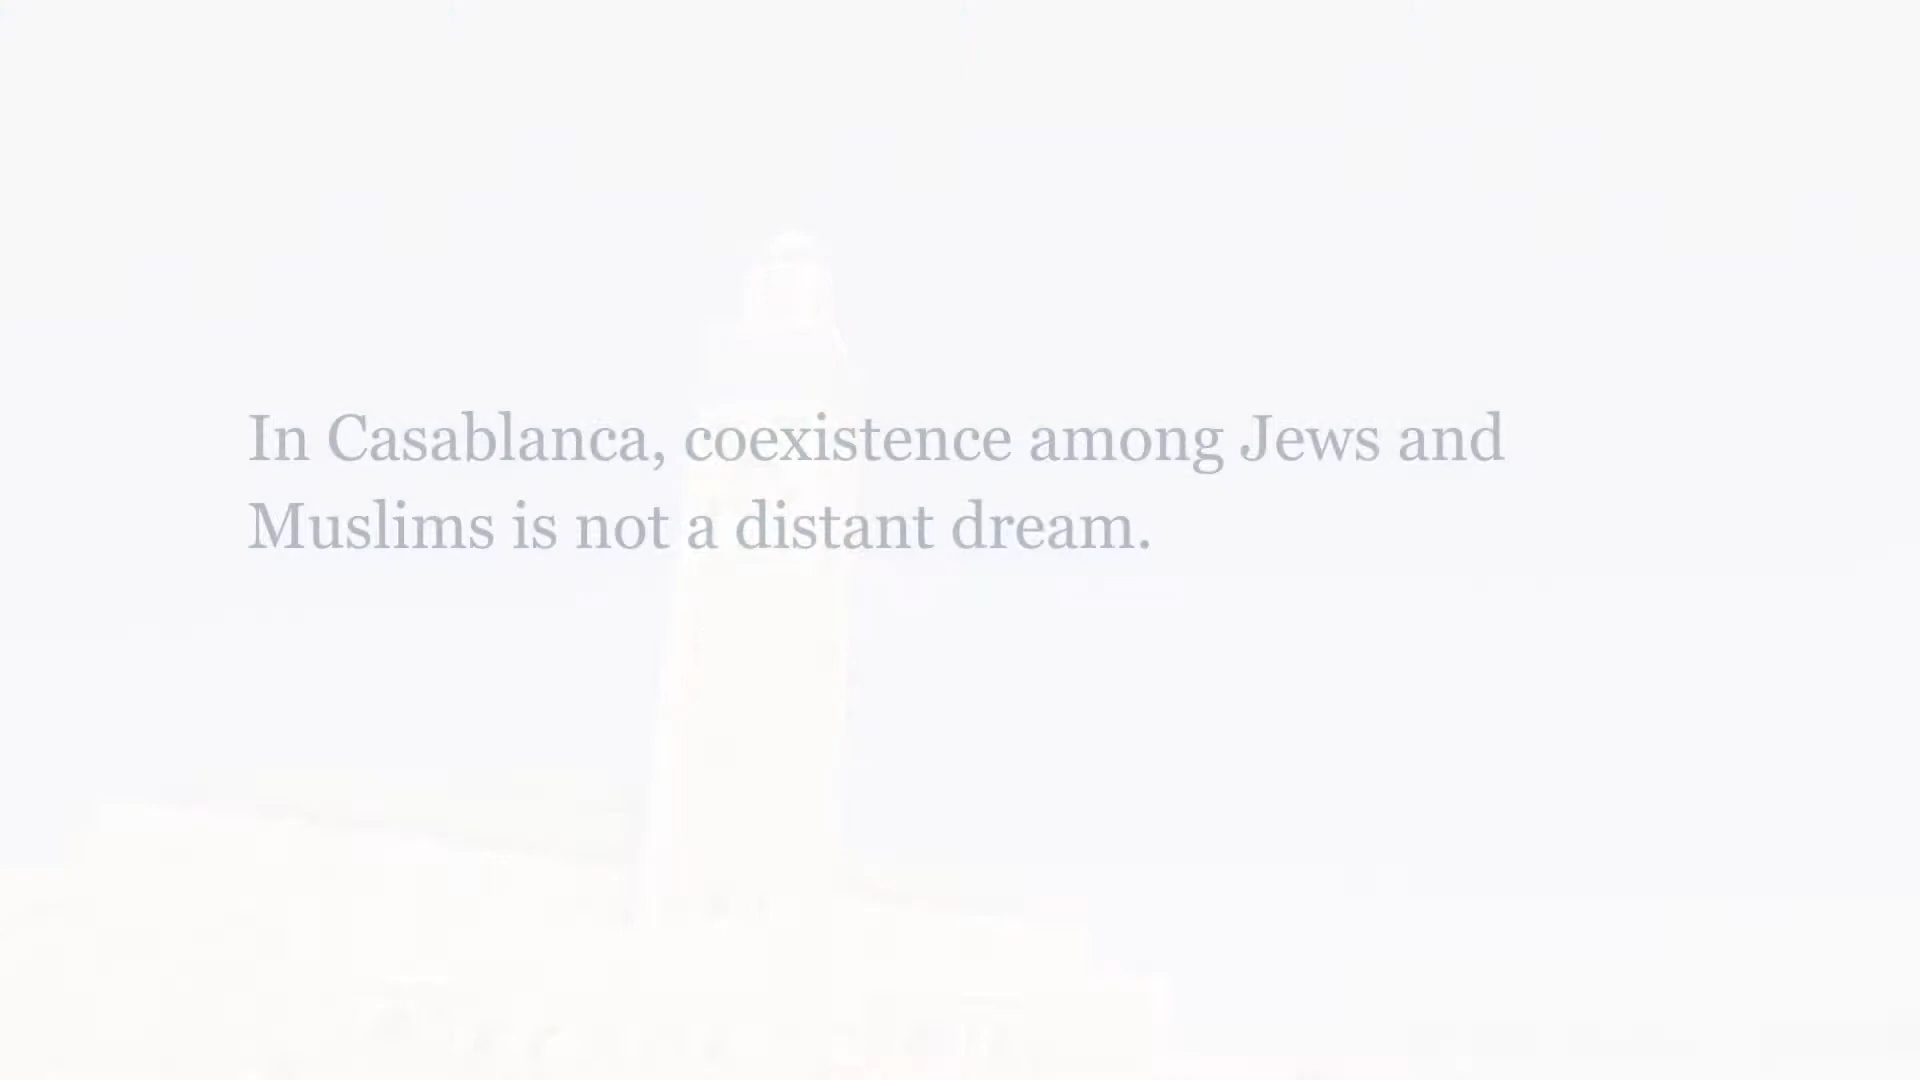 In Casablanca, coexistence among Jews and
Muslims is not a distant dream.